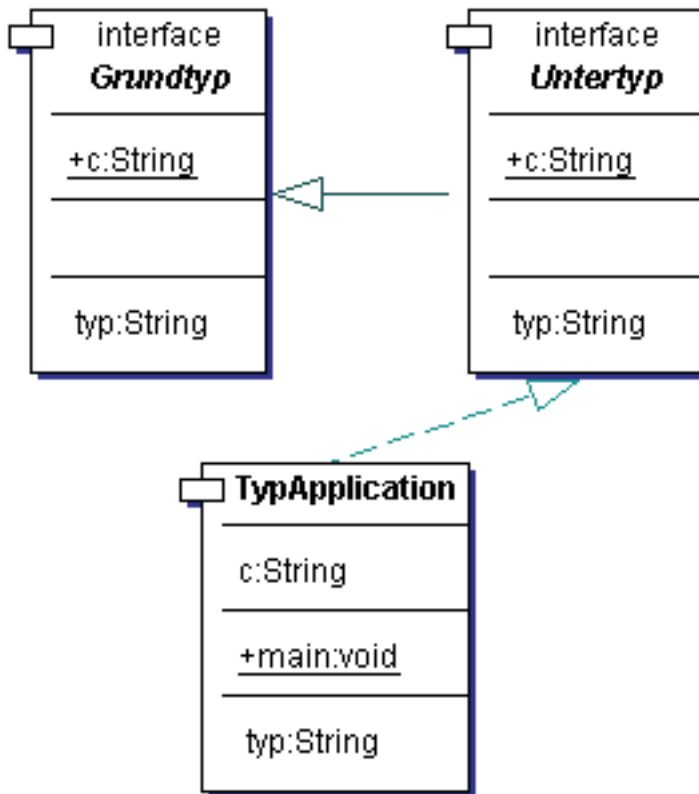 interface
Grundtyp
+c:String
typ:String
interface
Untertyp
+c:String
typ:String
TypApplication
c:String
+main:void
typ:String